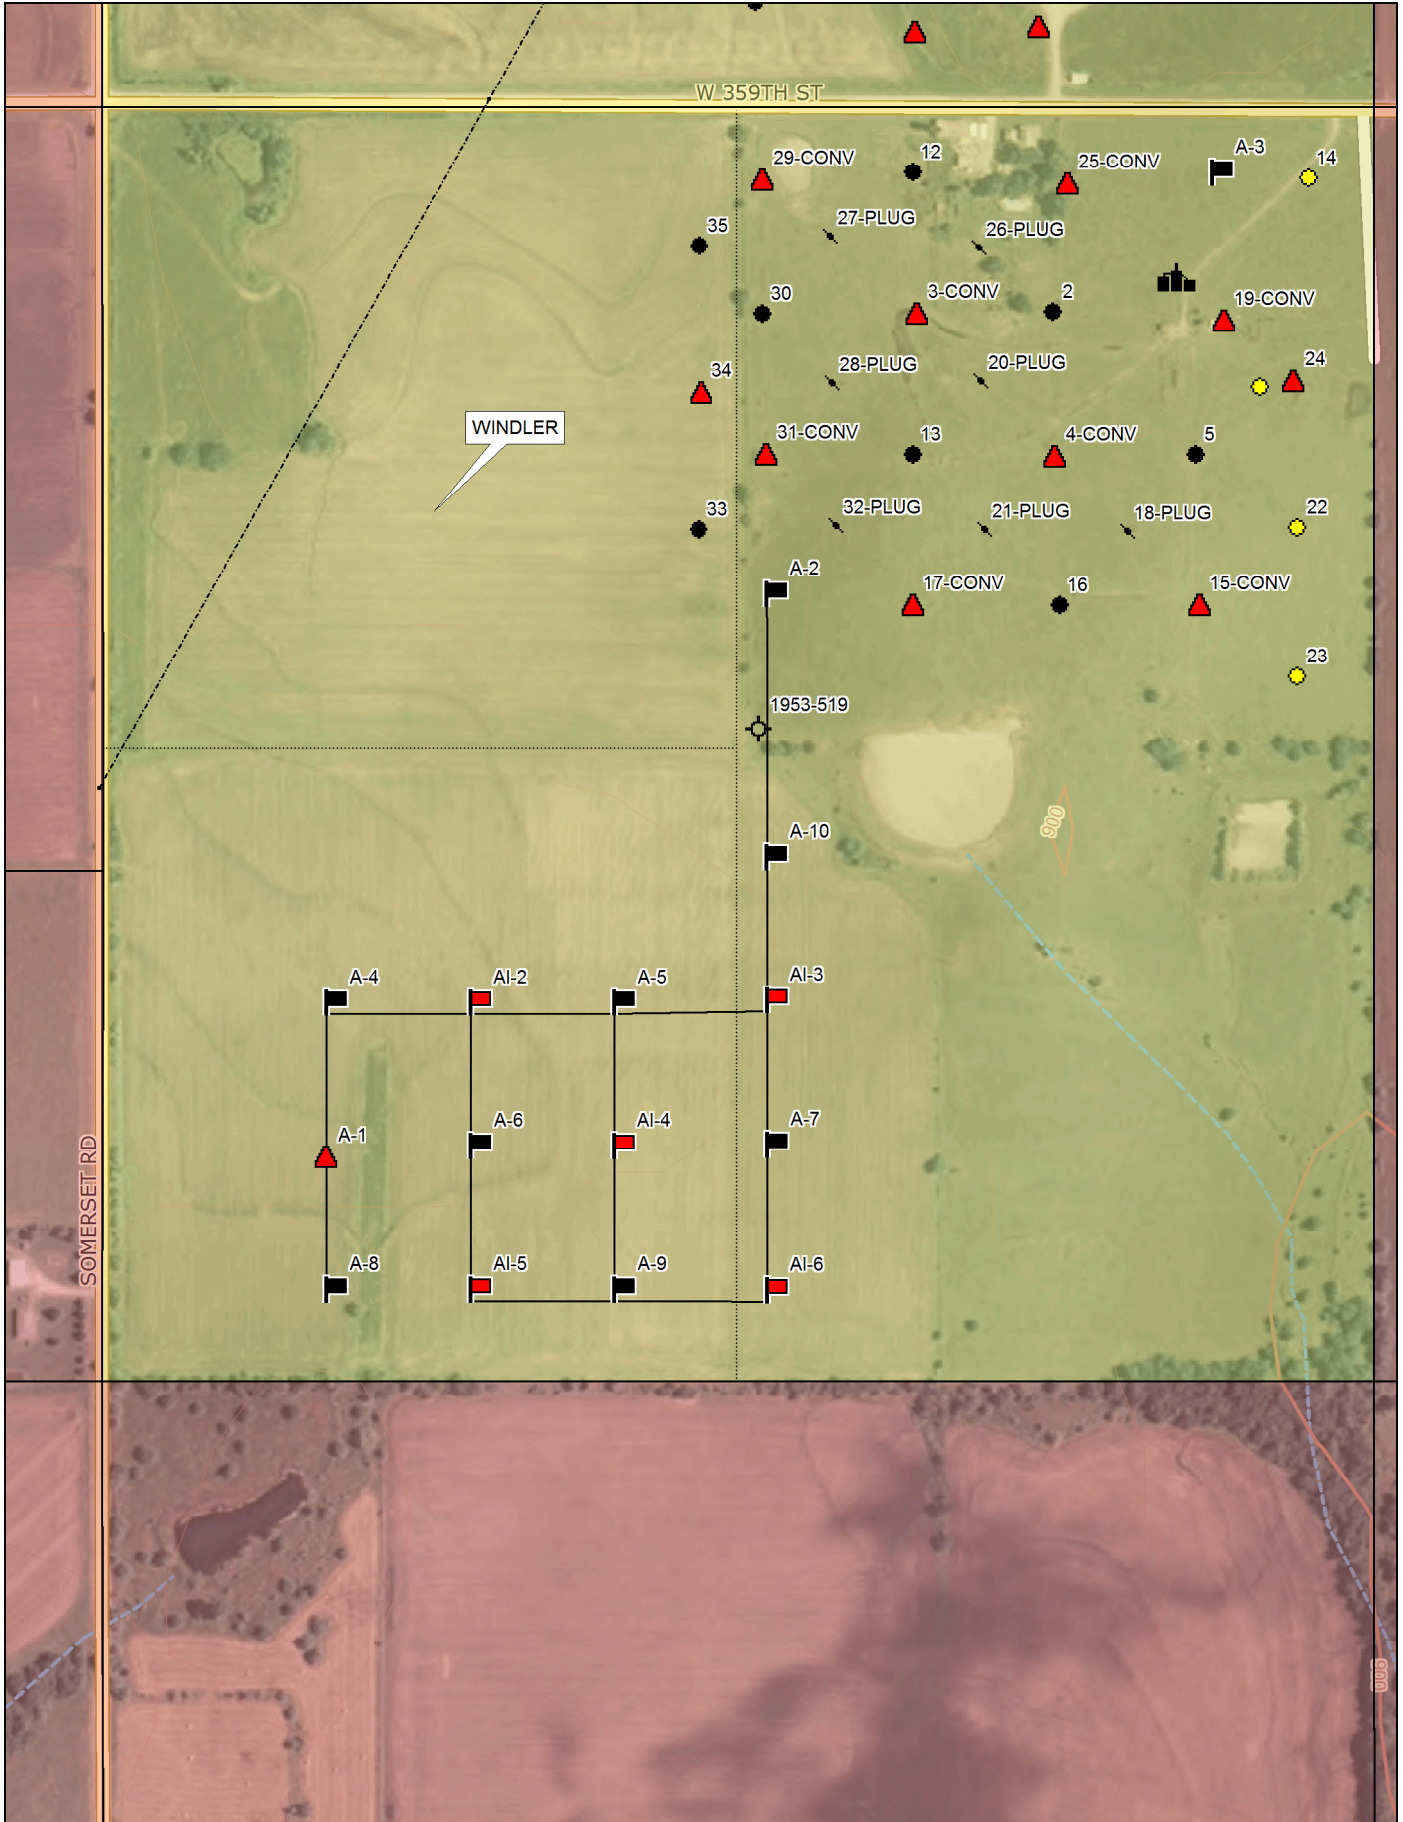 W 359TH ST
29-CONV
12
25-CONV
A-3
14
27-PLUG
26-PLUG
35
30
3-CONV
2
19-CONV
34
28-PLUG
20-PLUG
24
WINDLER
31-CONV
13
4-CONV
5
33
32-PLUG
21-PLUG
18-PLUG
22
A-2
17-CONV
16
15-CONV
23
1953-519
900
A-10
A-4
AI-2
A-5
AI-3
A-1
A-6
AI-4
A-7
SOMERSET RD
A-8
AI-5
A-9
AI-6
900